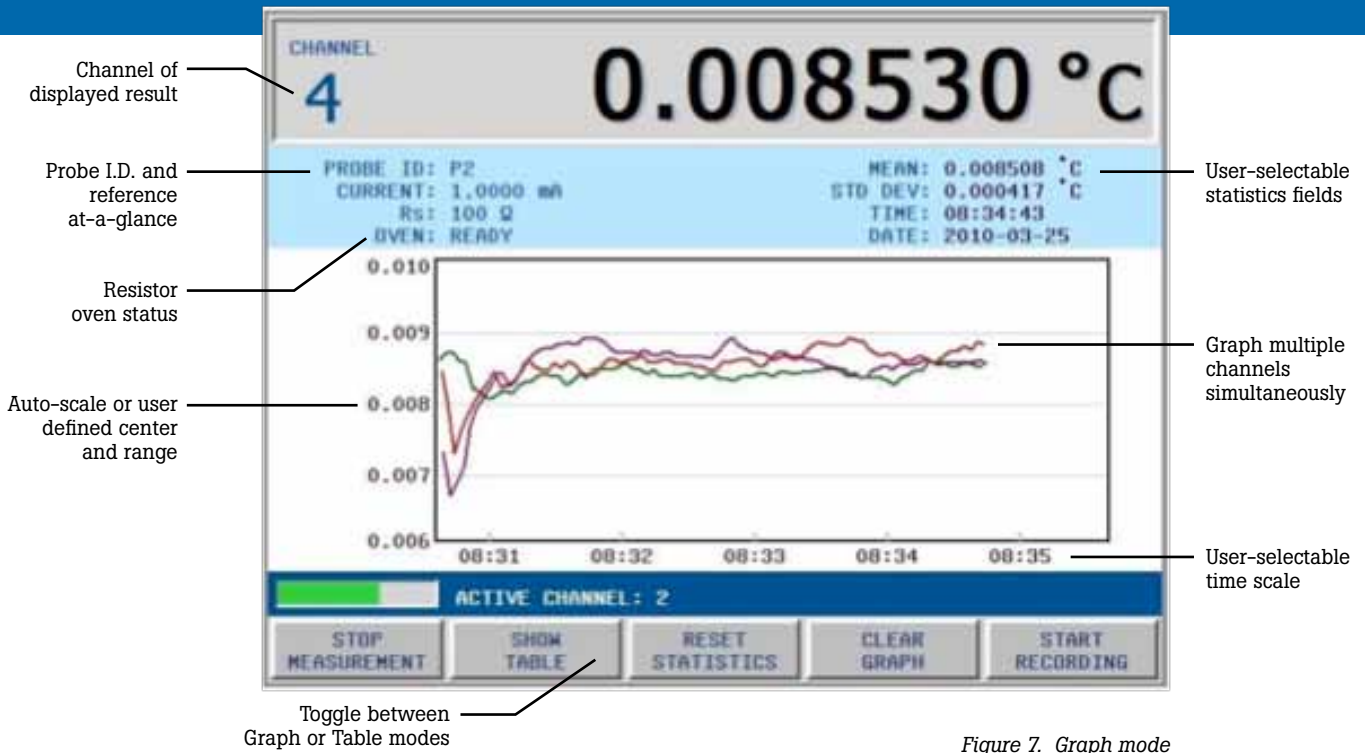 CHANNEL
4
0.008530 °C
Channel of
displayed result
PROBE ID: P2
CURRENT: 1.0000 mA
Rs: 100 Ω
OVEN: READY
MEAN: 0.008508 °C
STD DEV: 0.000417 °C
TIME: 08:34:43
DATE: 2010-03-25
Probe I.D. and
reference
at-a-glance
User-selectable
statistics fields
Resistor
oven status
0.010
0.009
0.008
0.007
0.006
Graph multiple
channels
simultaneously
Auto-scale or user
defined center
and range
08:31 08:32 08:33 08:34 08:35
User-selectable
time scale
ACTIVE CHANNEL: 2
STOP
MEASUREMENT
SHOW
TABLE
RESET
STATISTICS
CLEAR
GRAPH
START
RECORDING
Toggle between
Graph or Table modes
Figure 7. Graph mode